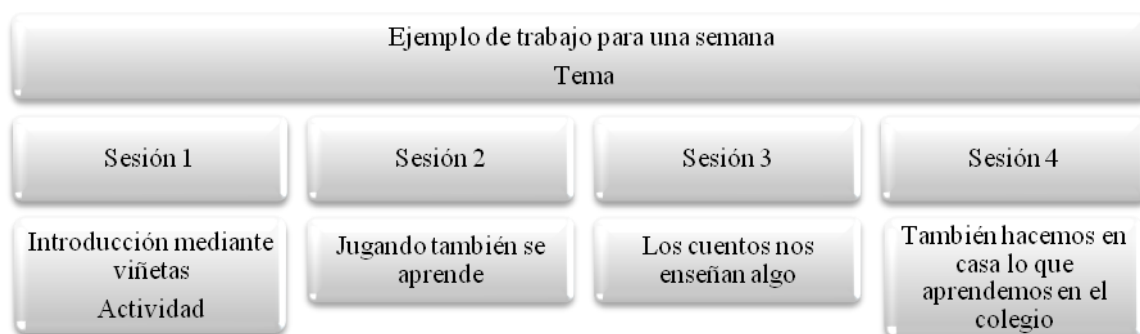 Ejemplo de trabajo para una semana
Tema
Sesión 1
Sesión 2
Sesión 3
Sesión 4
Introducción mediante
viñetas
Actividad
Jugando también se
aprende
Los cuentos nos
enseñan algo
También hacemos en
casa lo que
aprendemos en el
colegio